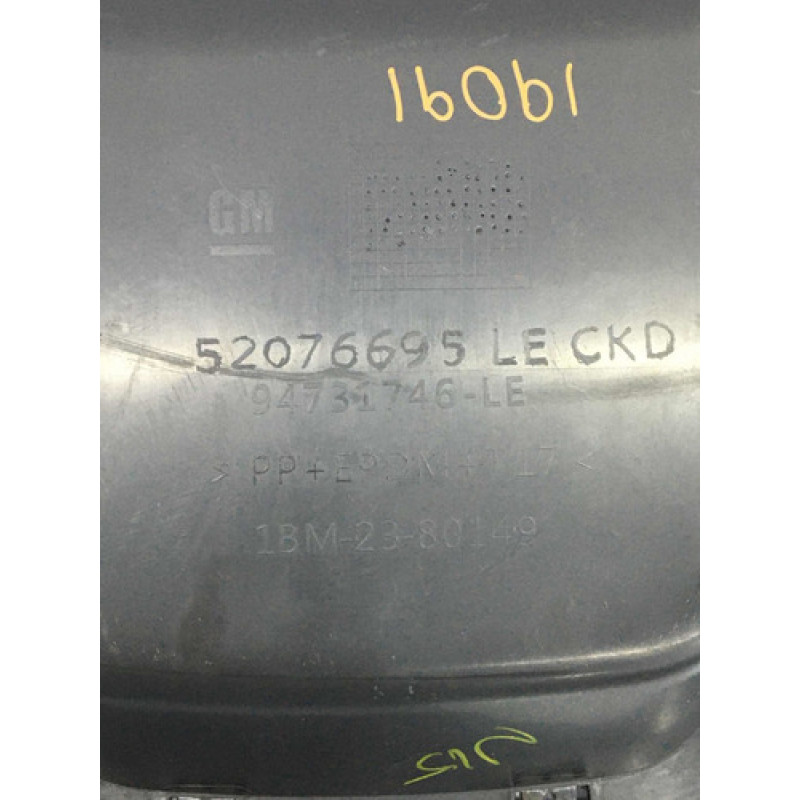 16061
GM
52076695 LE CKD
94731746-LE
1BM-23-80149